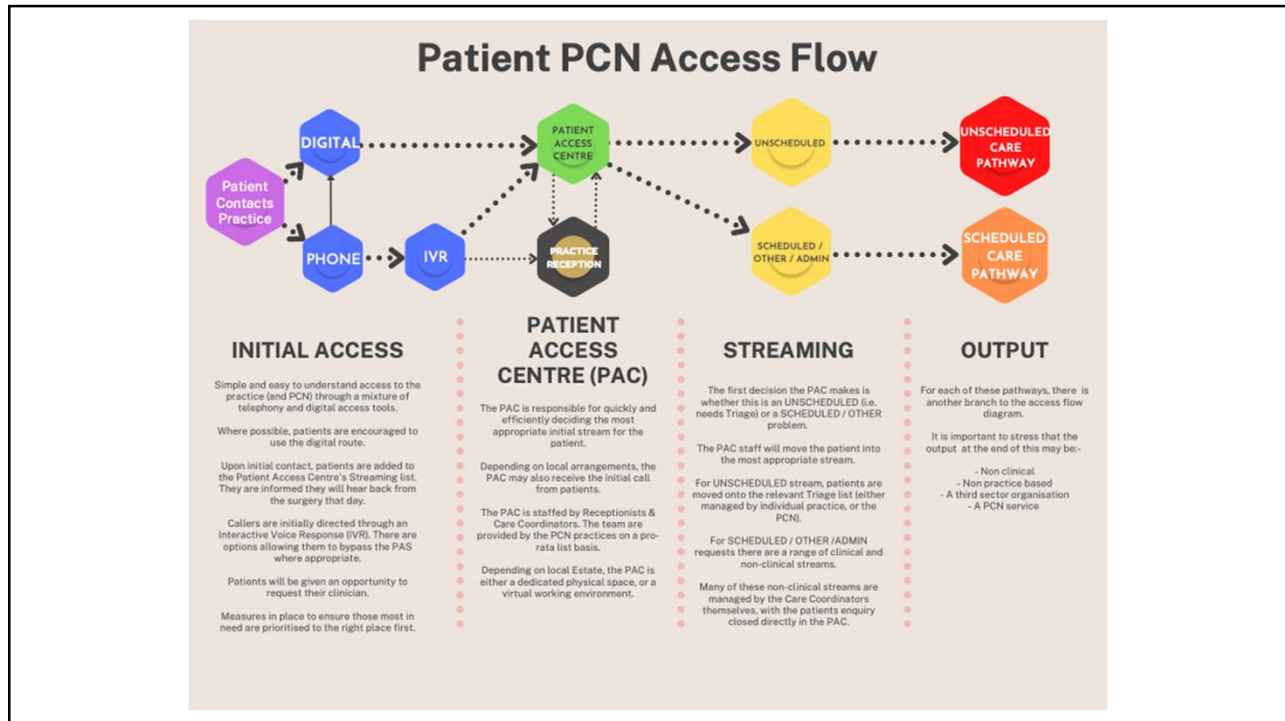 Patient PCN Access Flow
DIGITAL
PATIENT
ACCESS
CENTRE
UNSCHEDULED
UNSCHEDULED
CARE
PATHWAY
Patient
Contacts
Practice
PHONE
IVR
PRACTICE
RECEPTION
SCHEDULED /
OTHER / ADMIN
SCHEDULED
CARE
PATHWAY
INITIAL ACCESS
Simple and easy to understand access to the
practice (and PCN) through a mixture of
telephony and digital access tools.
Where possible, patients are encouraged to
use the digital route.
Upon initial contact, patients are added to
the Patient Access Centre's Streaming list.
They are informed they will hear back from
the surgery that day.
Callers are initially directed through an
Interactive Voice Response (IVR). There are
options allowing them to bypass the PAS
where appropriate.
Patients will be given an opportunity to
request their clinician.
Measures in place to ensure those most in
need are prioritised to the right place first.
PATIENT
ACCESS
CENTRE (PAC)
The PAC is responsible for quickly and
efficiently deciding the most
appropriate initial stream for the
patient.
Depending on local arrangements, the
PAC may also receive the initial call
from patients.
The PAC is staffed by Receptionists &
Care Coordinators. The team are
provided by the PCN practices on a pro-
rata list basis.
Depending on local Estate, the PAC is
either a dedicated physical space, or a
virtual working environment.
STREAMING
The first decision the PAC makes is
whether this is an UNSCHEDULED (i.e.
needs Triage) or a SCHEDULED / OTHER
problem.
The PAC staff will move the patient into
the most appropriate stream.
For UNSCHEDULED stream, patients are
moved onto the relevant Triage list (either
managed by individual practice, or the
PCN).
For SCHEDULED / OTHER /ADMIN
requests there are a range of clinical and
non-clinical streams.
Many of these non-clinical streams are
managed by the Care Coordinators
themselves, with the patients enquiry
closed directly in the PAC.
OUTPUT
For each of these pathways, there is
another branch to the access flow
diagram.
It is important to stress that the
output at the end of this may be:-
- Non clinical
- Non practice based
- A third sector organisation
- A PCN service